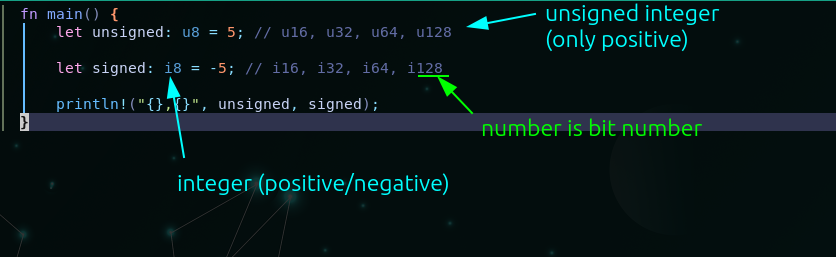 fn main() {
unsigned integer
(only positive)
let unsigned: u8 = 5; // u16, u32, u64, u128
let signed: i8 = -5; // i16, i32, i64, i128
println!("{},{}", unsigned, signed);
}
number is bit number
integer (positive/negative)